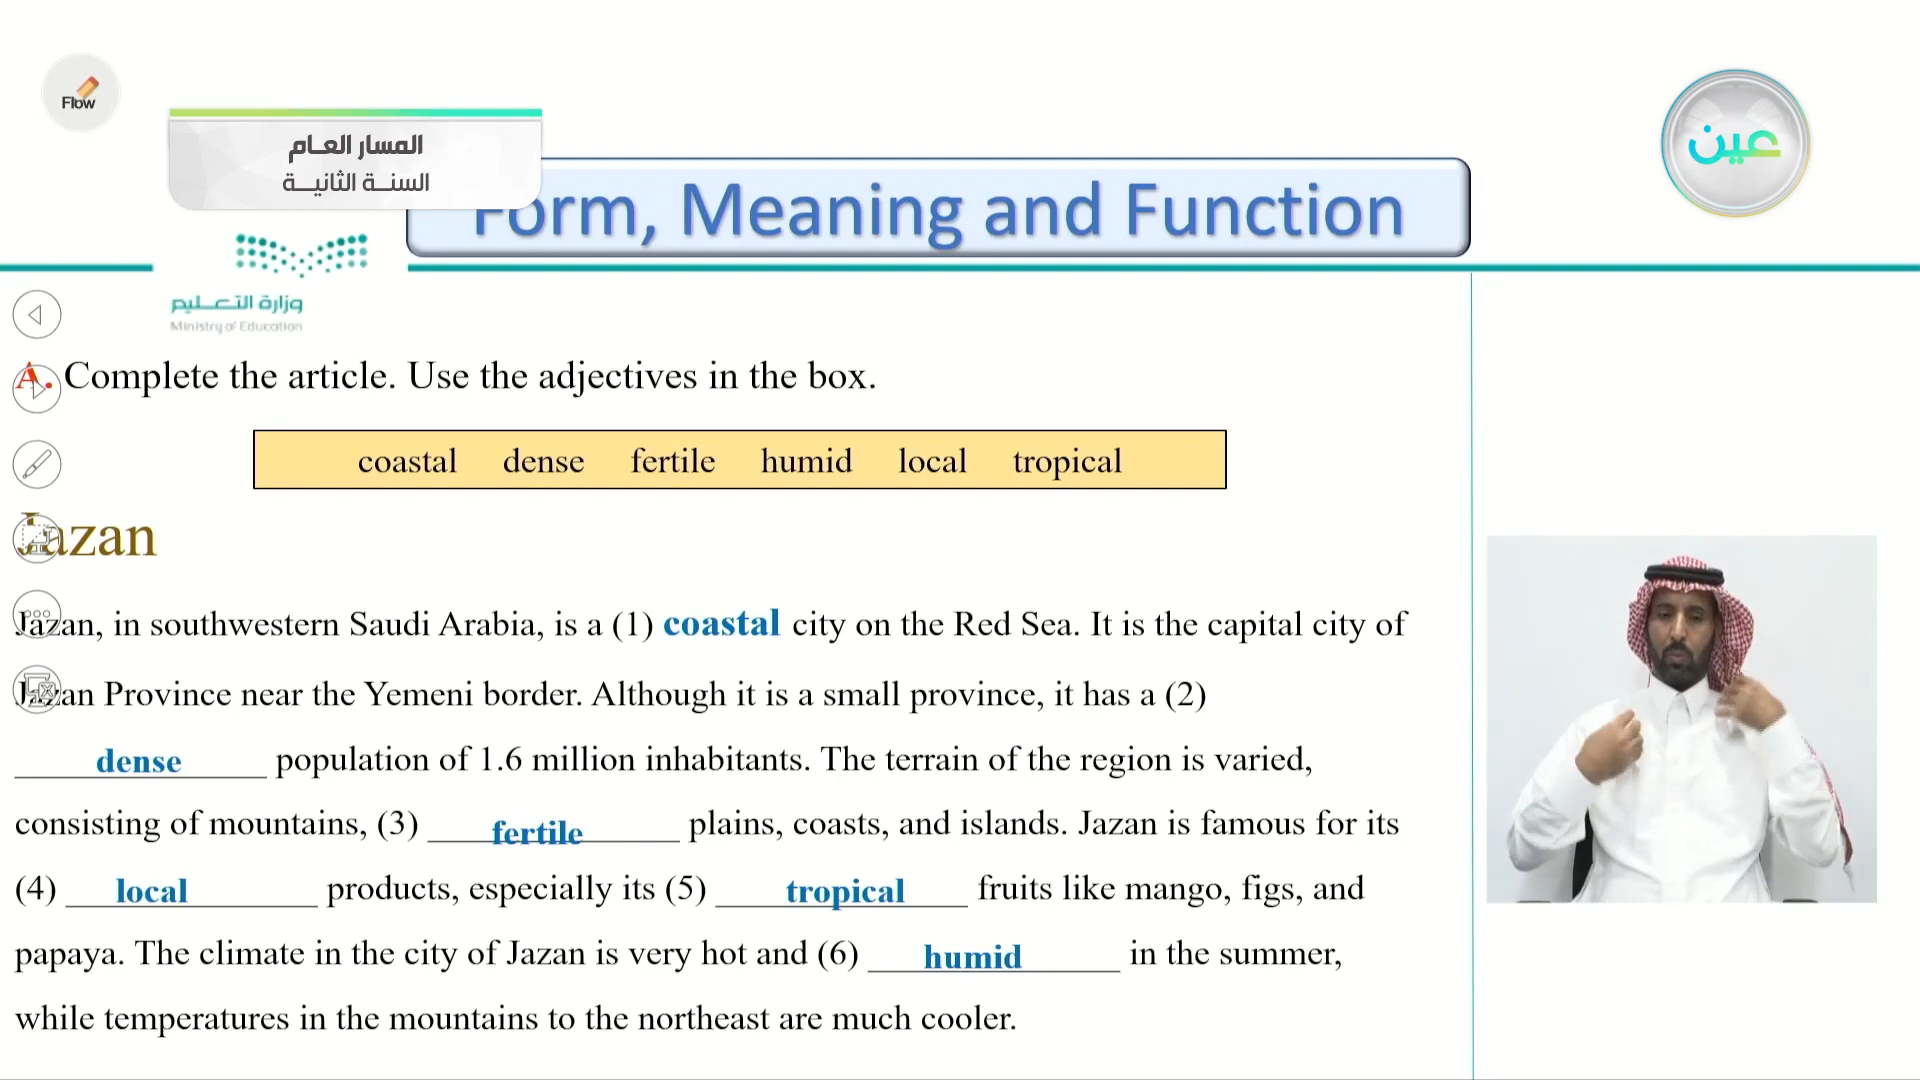 Flow
المسار العام
السنة الثانية
عين
Form, Meaning and Function
وزارة التعليم
Ministry of Education
A. Complete the article. Use the adjectives in the box.
coastal dense fertile humid local tropical
Jazan
Jazan, in southwestern Saudi Arabia, is a (1) coastal city on the Red Sea. It is the capital city of
Jazan Province near the Yemeni border. Although it is a small province, it has a (2)
dense population of 1.6 million inhabitants. The terrain of the region is varied,
consisting of mountains, (3) fertile plains, coasts, and islands. Jazan is famous for its
(4) local products, especially its (5) tropical fruits like mango, figs, and
papaya. The climate in the city of Jazan is very hot and (6) humid in the summer,
while temperatures in the mountains to the northeast are much cooler.